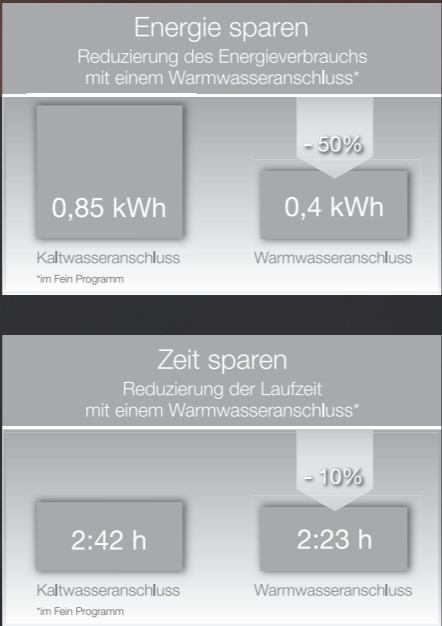 Energie sparen
Reduzierung des Energieverbrauchs
mit einem Warmwasseranschluss*
- 50%
0,85 kWh
0,4 kWh
Kaltwasseranschluss
Warmwasseranschluss
*im Fein Programm
Zeit sparen
Reduzierung der Laufzeit
mit einem Warmwasseranschluss*
- 10%
2:42 h
2:23 h
Kaltwasseranschluss
Warmwasseranschluss
*im Fein Programm